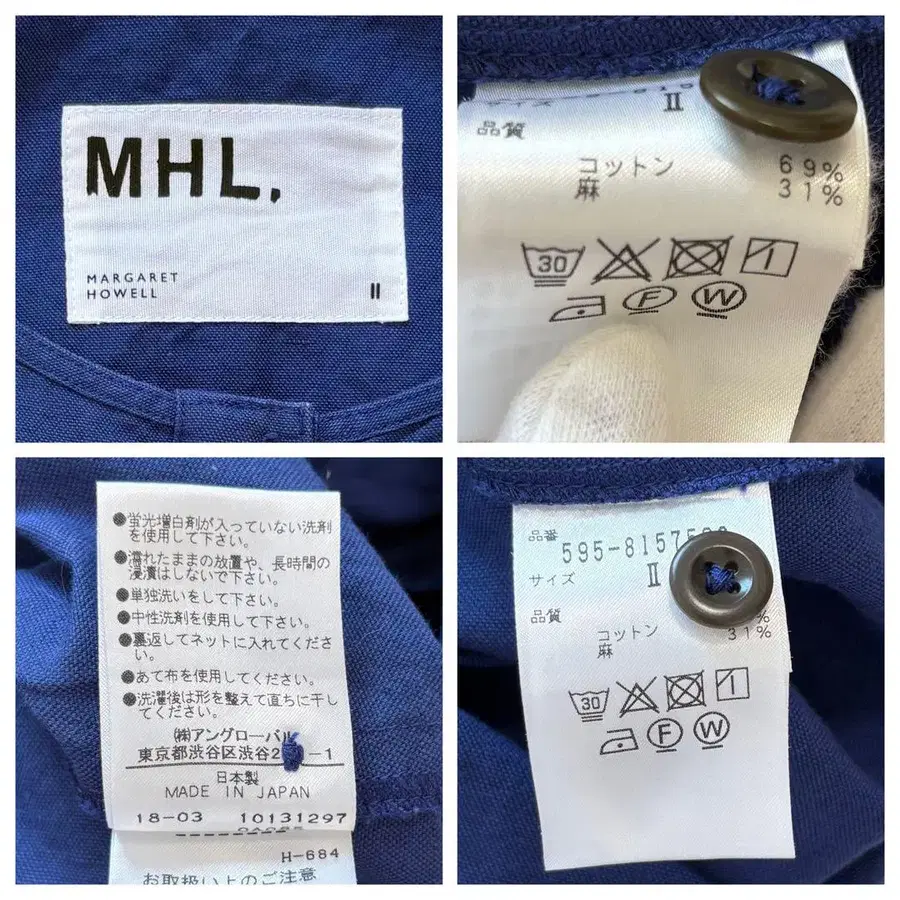 MHL.
MARGARET
HOWELL
II
サイズ
II
品質
コットン 69%
麻 31%
30
F W
●蛍光増白剤が入っていない洗剤
を使用して下さい。
●濡れたままの放置や、長時間の
浸漬はしないで下さい。
●単独洗いをして下さい。
●中性洗剤を使用して下さい。
●裏返してネットに入れてくださ
い。
●あて布を使用してください。
●洗濯後は形を整えて直ちに干し
てください。
㈱アングローバル
東京都渋谷区渋谷2 -1
日本製
MADE IN JAPAN
18-03 10131297
H-684
お取扱い上のご注意
品番
595-8157
サイズ II
品質
コットン %
麻 31%
30
F W